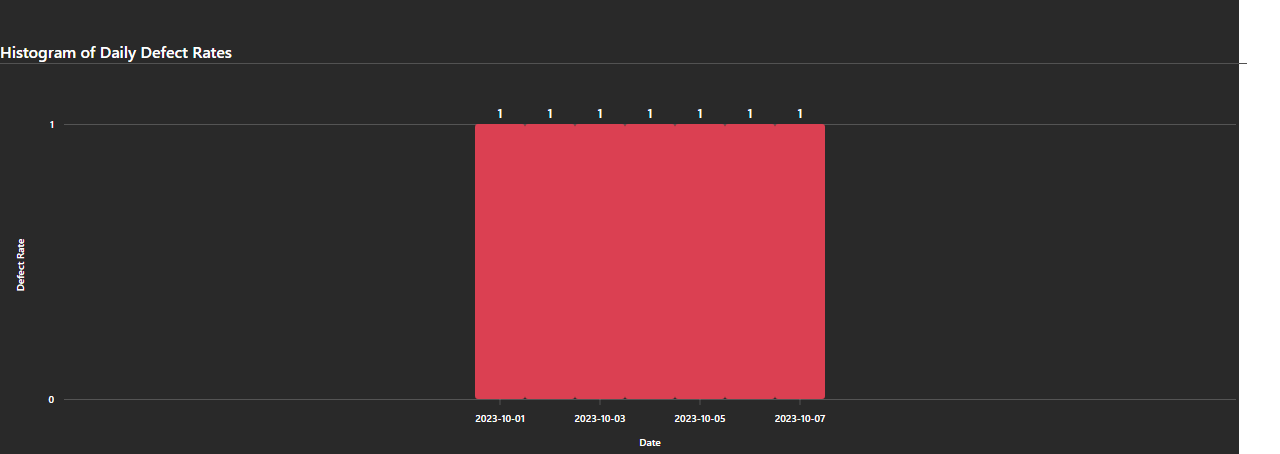 Histogram of Daily Defect Rates
1 1 1 1 1 1 1
1
Defect Rate
0
2023-10-01 2023-10-03 2023-10-05 2023-10-07
Date